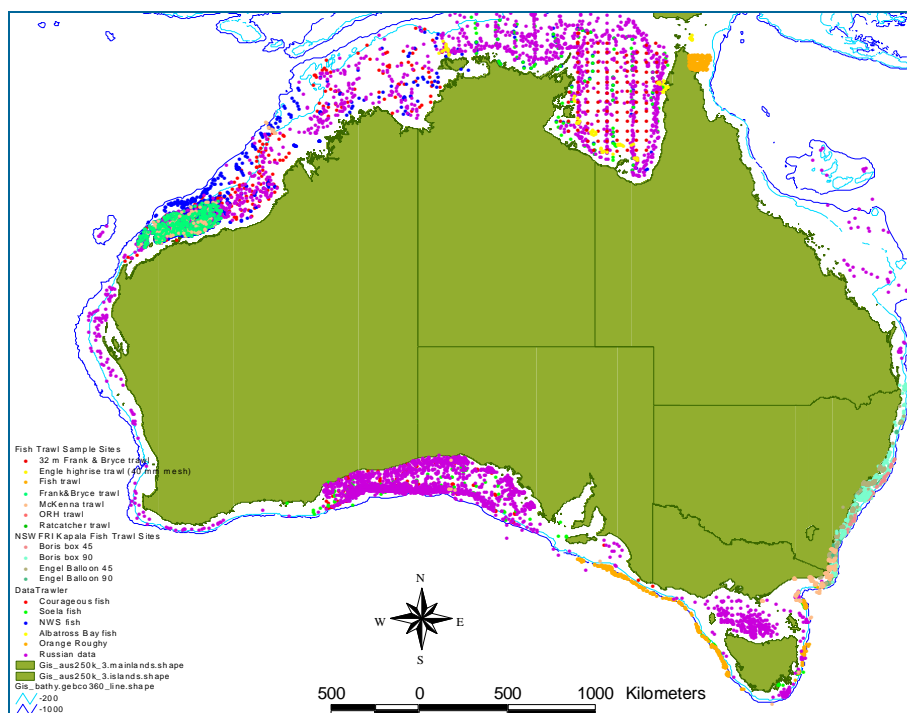 Fish Trawl Sample Sites
32 m Frank & Bryce trawl
Engle highrise trawl (40 mm mesh)
Fish trawl
Frank&Bryce trawl
McKenna trawl
ORH trawl
Ratcatcher trawl
NSW FRI Kapala Fish Trawl Sites
Boris box 45
Boris box 90
Engel Balloon 45
Engel Balloon 90
DataTrawler
Courageous fish
Soela fish
NWS fish
Albatross Bay fish
Orange Roughy
Russian data
Gis_aus250k_3.mainlands.shape
Gis_aus250k_3.islands.shape
Gis_bathy.gebco360_line.shape
-200
-1000
N
W E
S
500 0 500 1000 Kilometers